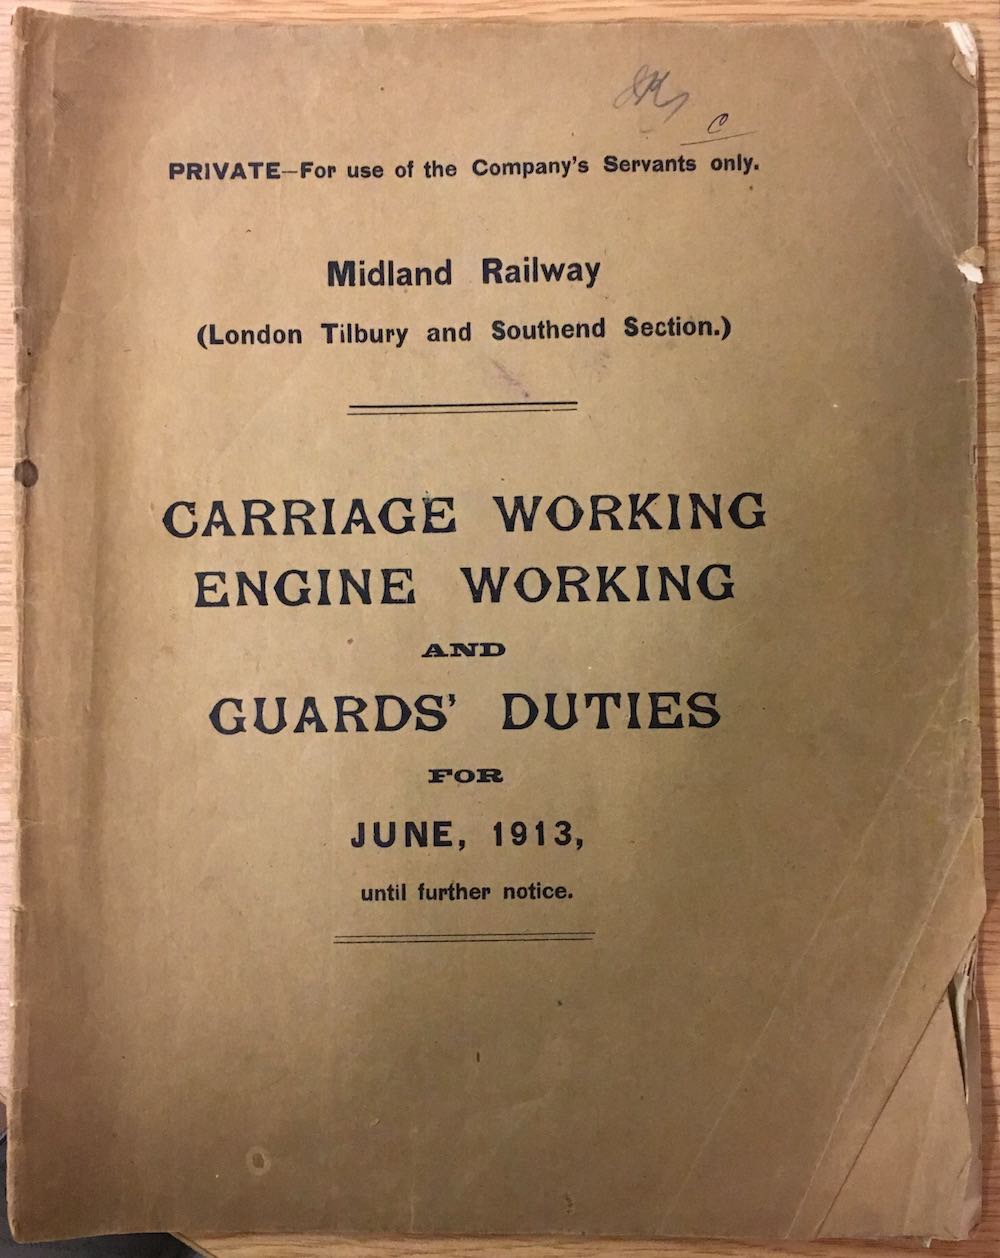 C
PRIVATE—For use of the Company's Servants only.
Midland Railway
(London Tilbury and Southend Section.)
CARRIAGE WORKING
ENGINE WORKING
AND
GUARDS' DUTIES
FOR
JUNE, 1913,
until further notice.